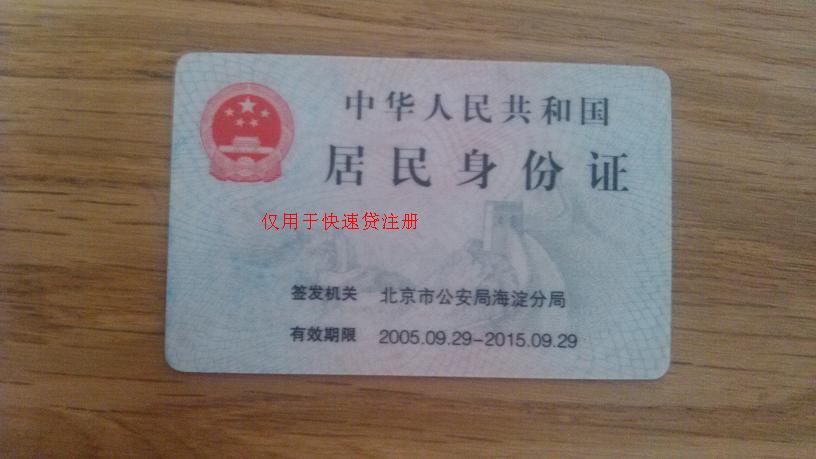 中华人民共和国
居民身份证
仅用于快速贷注册
签发机关 北京市公安局海淀分局
有效期限 2005.09.29-2015.09.29